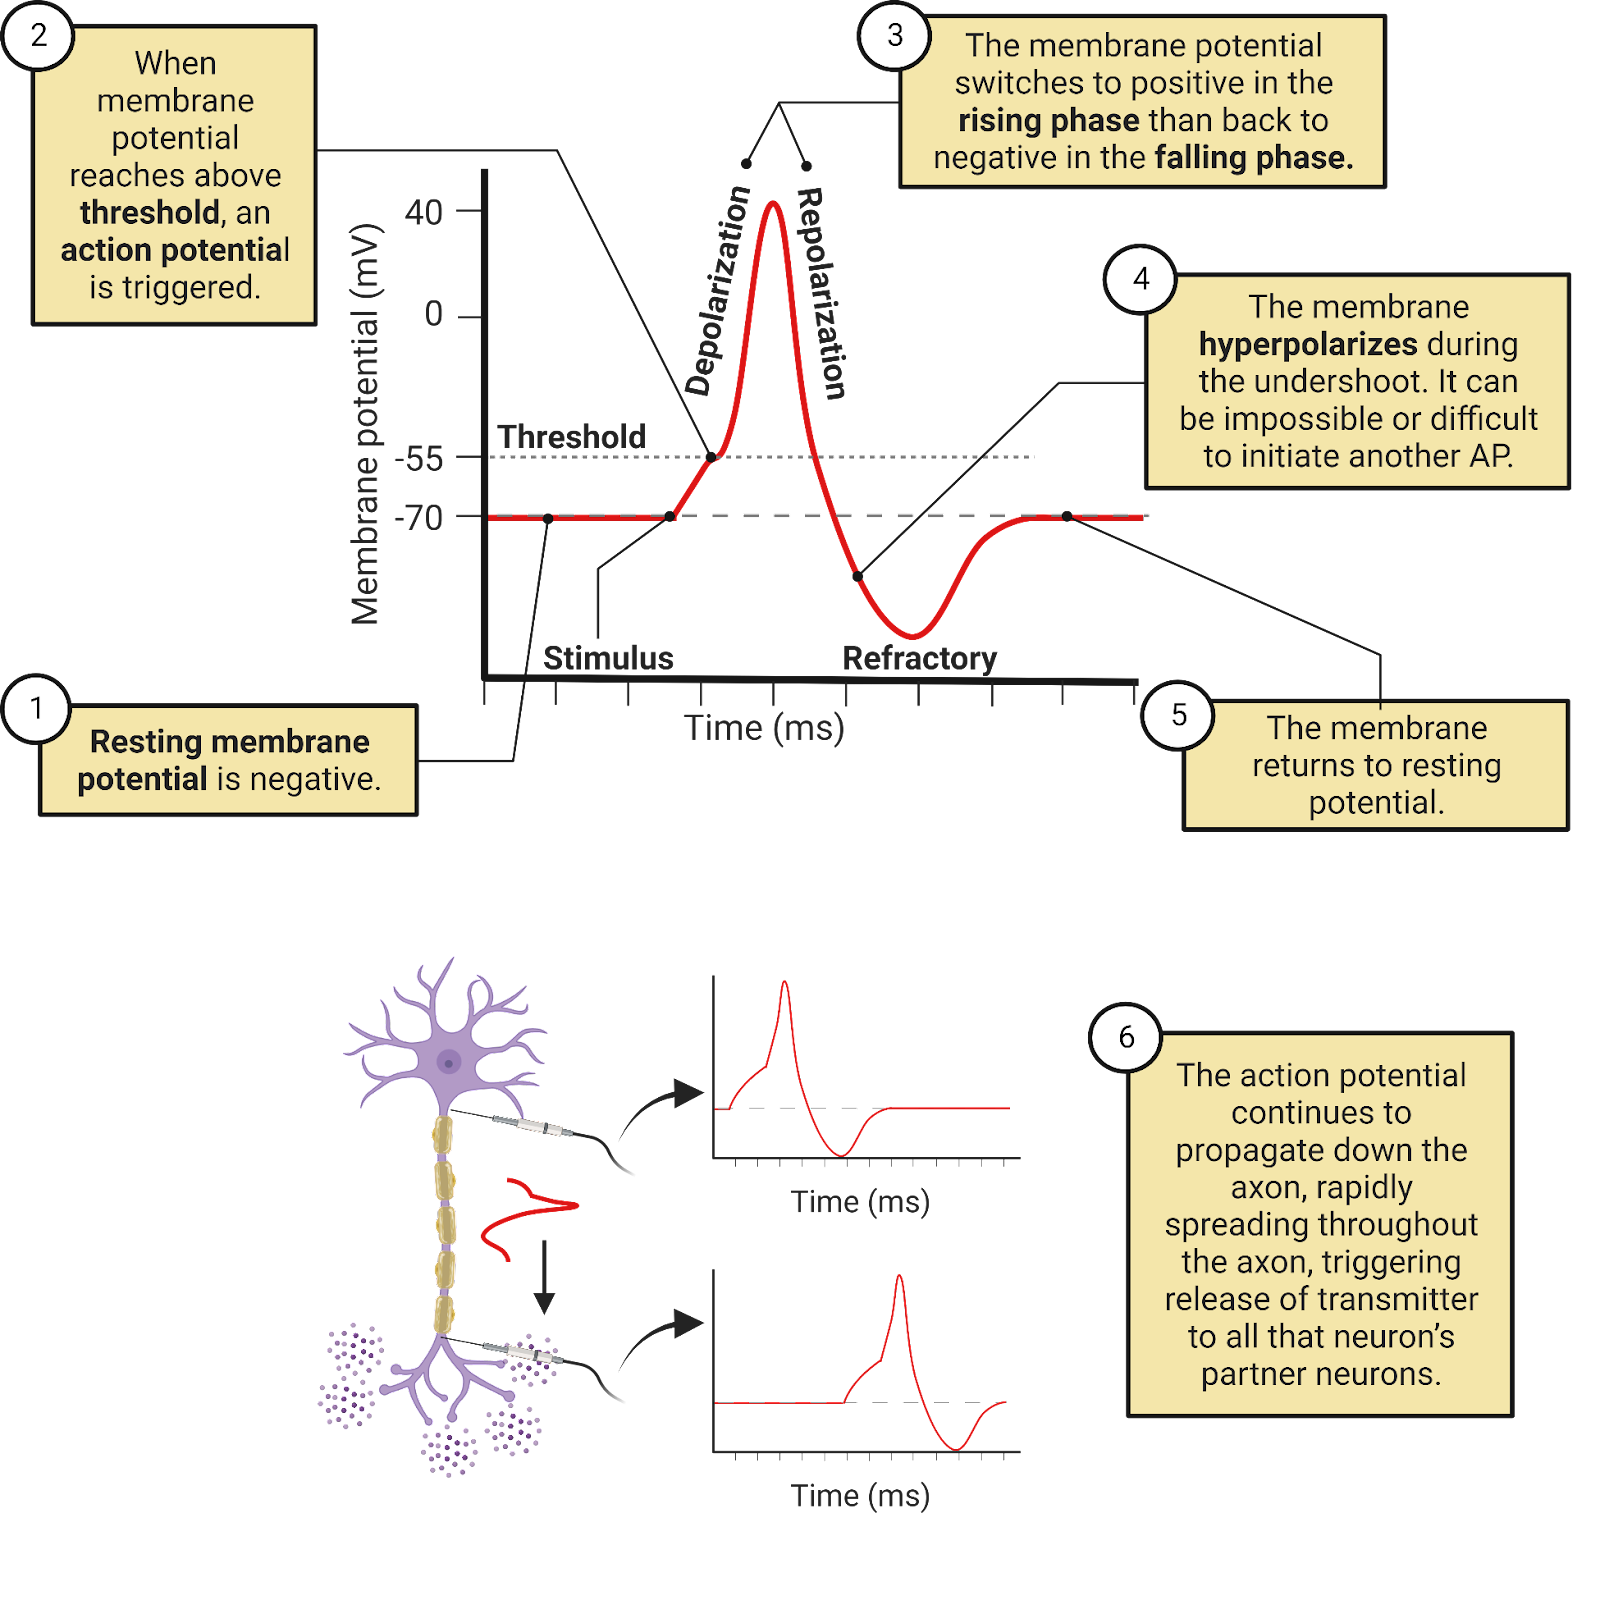 2
When
membrane
potential
reaches above
threshold, an
action potential
is triggered.
3
The membrane potential
switches to positive in the
rising phase than back to
negative in the falling phase.
Membrane potential (mV)
40
0
-55
-70
Depolarization
Repolarization
Threshold
4
The membrane
hyperpolarizes during
the undershoot. It can
be impossible or difficult
to initiate another AP.
Stimulus
Refractory
Time (ms)
1
Resting membrane
potential is negative.
5
The membrane
returns to resting
potential.
Time (ms)
Time (ms)
6
The action potential
continues to
propagate down the
axon, rapidly
spreading throughout
the axon, triggering
release of transmitter
to all that neuron’s
partner neurons.